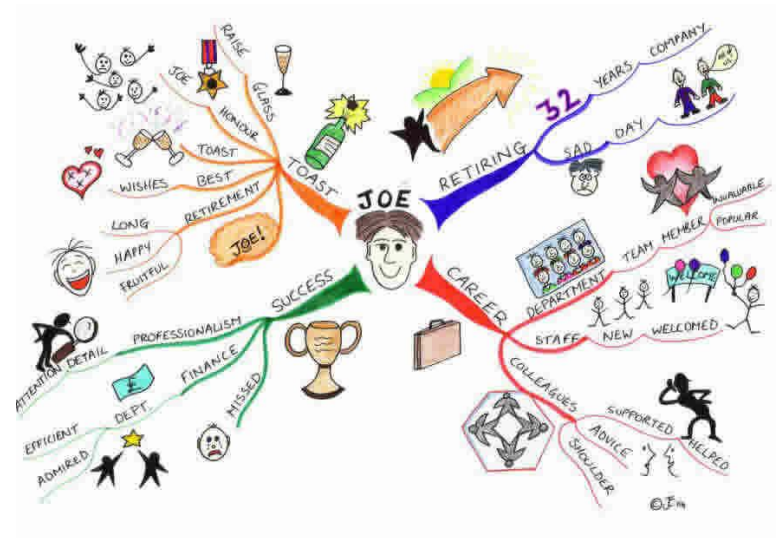 JOE
RETIRING
32 YEARS COMPANY
SAD DAY
CAREER
DEPARTMENT
TEAM MEMBER
INVALUABLE
POPULAR
STAFF NEW WELCOMED
WELCOME
COLLEAGUES
SUPPORTED
HELPED
ADVICE
SHOULDER
SUCCESS
PROFESSIONALISM
DETAIL
ATTENTION
FINANCE
£
DEPT.
EFFICIENT
ADMIRED
MISSED
TOAST
RAISE
GLASS
JOE
HONOUR
TOAST
BEST
WISHES
RETIREMENT
LONG
HAPPY
FRUITFUL
JOE!